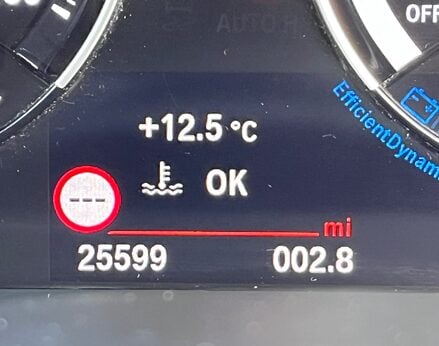 AUTO
OFF
+12.5 °C
EfficientDynam
OK
---
mi
25599 002.8